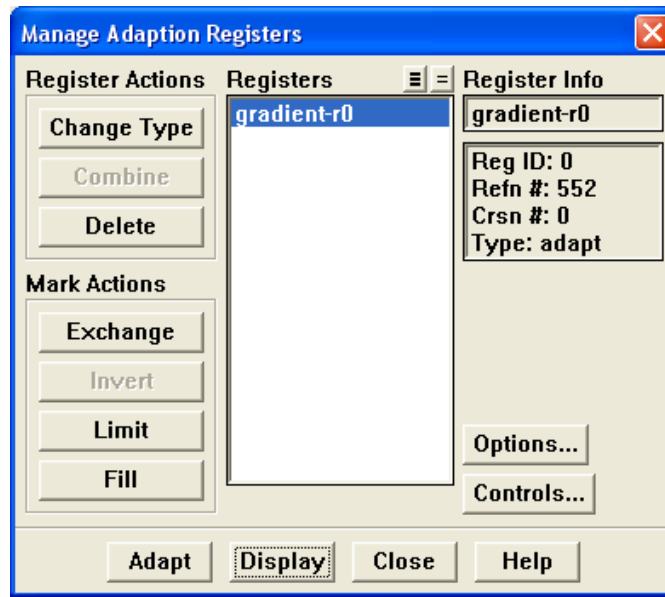 Manage Adaption Registers
Register Actions
Change Type
Combine
Delete
Mark Actions
Exchange
Invert
Limit
Fill
Registers
gradient-r0
Register Info
gradient-r0
Reg ID: 0
Refn #: 552
Crsn #: 0
Type: adapt
Options...
Controls...
Adapt
Display
Close
Help